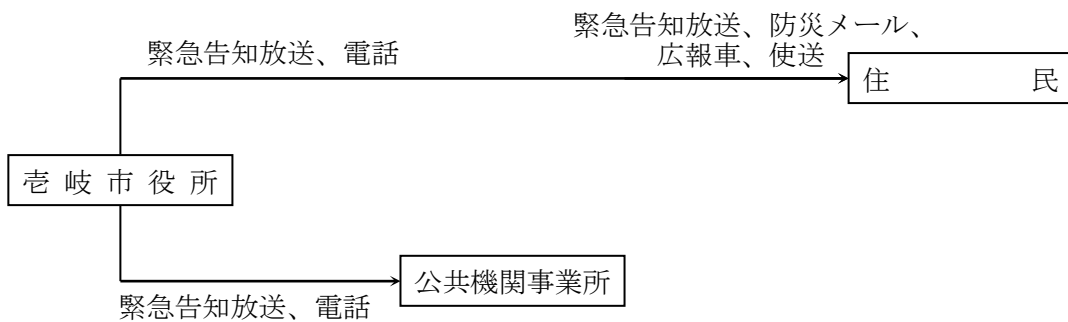 緊急告知放送、防災メール、
広報車、使送
緊急告知放送、電話
住　　　民
壱 岐 市 役 所
公共機関事業所
緊急告知放送、電話